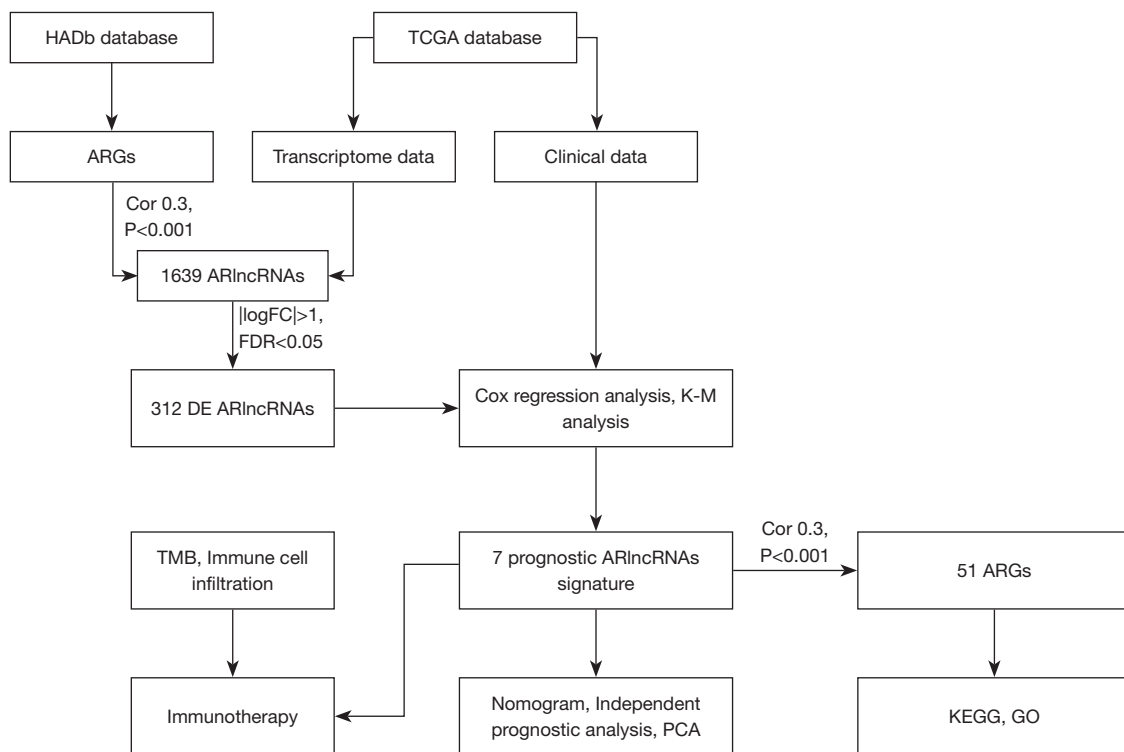 HADb database
TCGA database
ARGs
Transcriptome data
Clinical data
Cor 0.3,
P<0.001
1639 ARlncRNAs
|logFC|>1,
FDR<0.05
312 DE ARlncRNAs
Cox regression analysis, K-M
analysis
TMB, Immune cell
infiltration
7 prognostic ARlncRNAs
signature
Cor 0.3,
P<0.001
51 ARGs
Immunotherapy
Nomogram, Independent
prognostic analysis, PCA
KEGG, GO